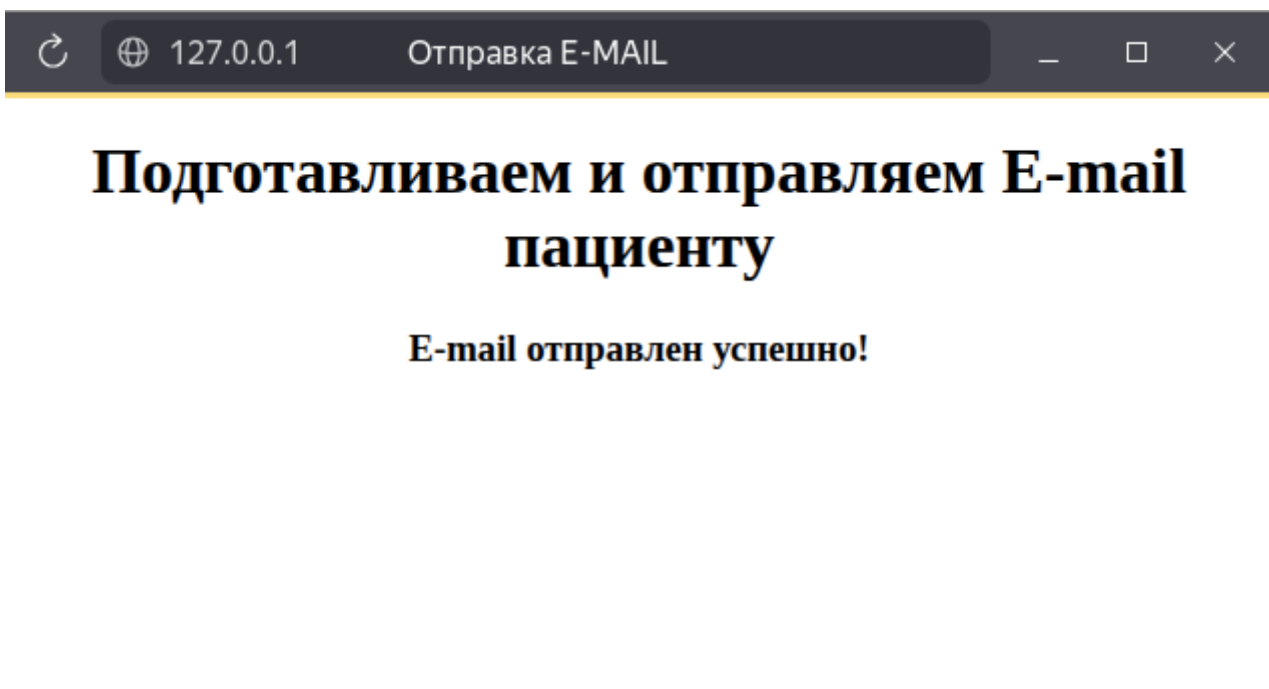 127.0.0.1 Отправка E-MAIL
Подготавливаем и отправляем E-mail
пациенту
E-mail отправлен успешно!